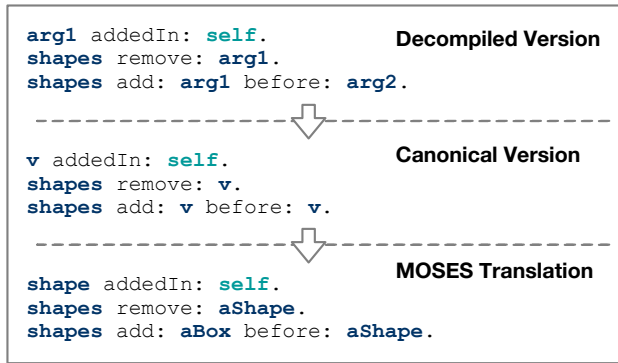 arg1 addedIn: self.
Decompiled Version
shapes remove: arg1.
shapes add: arg1 before: arg2.
v addedIn: self.
Canonical Version
shapes remove: v.
shapes add: v before: v.
MOSES Translation
shape addedIn: self.
shapes remove: aShape.
shapes add: aBox before: aShape.